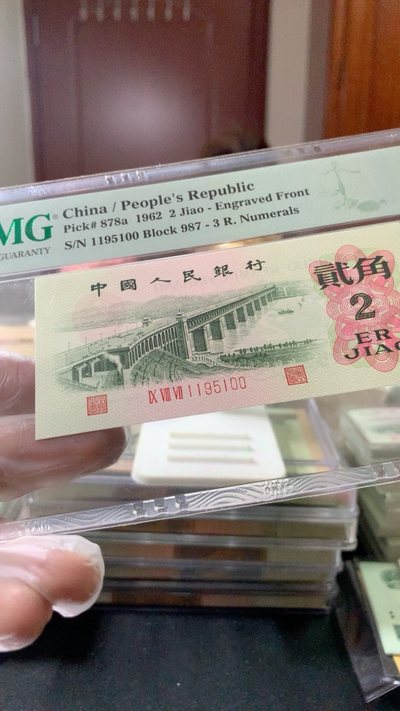 MG
GUARANTY
China / People's Republic
Pick# 878a 1962 2 Jiao - Engraved Front
S/N 1195100 Block 987 - 3 R. Numerals
中國人民銀行
貳角
2
ER
JIAO
Ⅸ Ⅷ Ⅶ 1195100